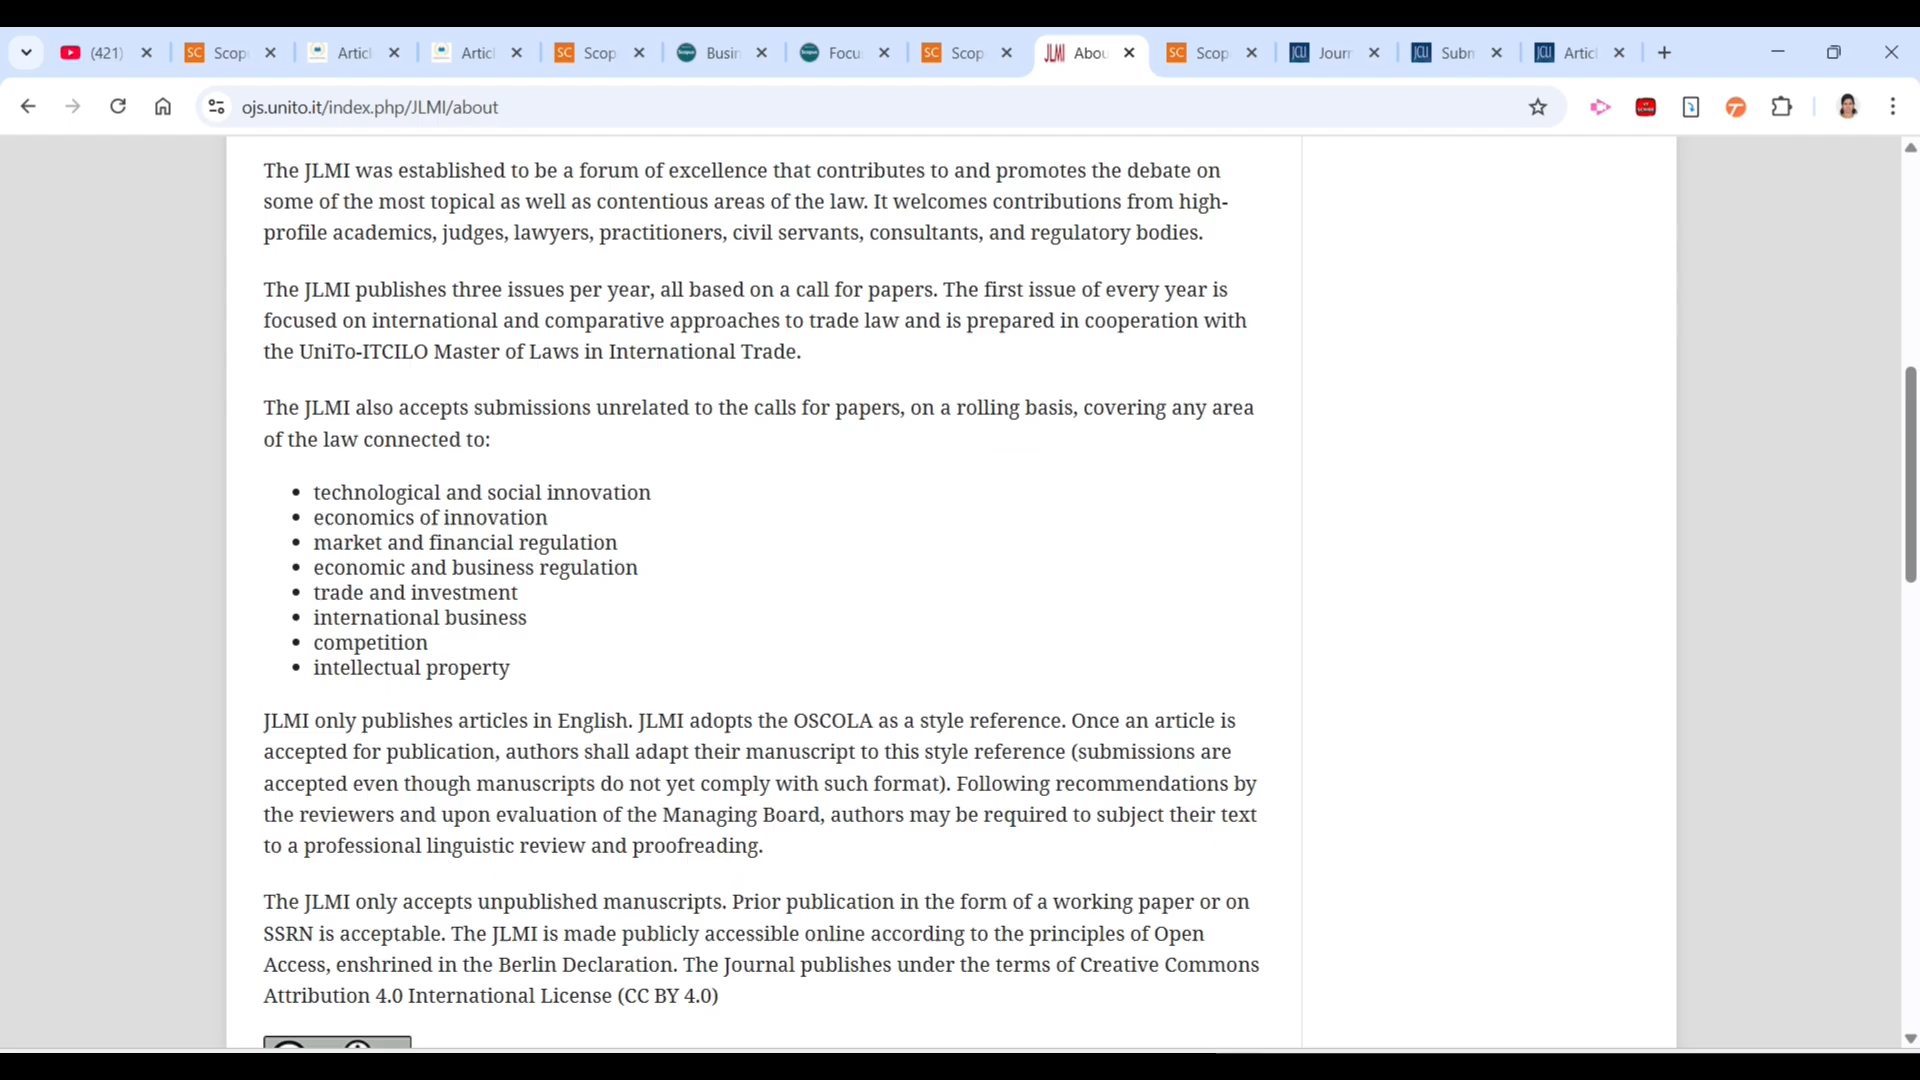 (421)
Scop
Artic
Artic
Scop
Busin
Focu
Scop
JLMI Abou
Scop
JCLI Journ
JCLI Subm
JCLI Artic
ojs.unito.it/index.php/JLMI/about
The JLMI was established to be a forum of excellence that contributes to and promotes the debate on
some of the most topical as well as contentious areas of the law. It welcomes contributions from high-
profile academics, judges, lawyers, practitioners, civil servants, consultants, and regulatory bodies.
The JLMI publishes three issues per year, all based on a call for papers. The first issue of every year is
focused on international and comparative approaches to trade law and is prepared in cooperation with
the UniTo-ITCILO Master of Laws in International Trade.
The JLMI also accepts submissions unrelated to the calls for papers, on a rolling basis, covering any area
of the law connected to:
• technological and social innovation
• economics of innovation
• market and financial regulation
• economic and business regulation
• trade and investment
• international business
• competition
• intellectual property
JLMI only publishes articles in English. JLMI adopts the OSCOLA as a style reference. Once an article is
accepted for publication, authors shall adapt their manuscript to this style reference (submissions are
accepted even though manuscripts do not yet comply with such format). Following recommendations by
the reviewers and upon evaluation of the Managing Board, authors may be required to subject their text
to a professional linguistic review and proofreading.
The JLMI only accepts unpublished manuscripts. Prior publication in the form of a working paper or on
SSRN is acceptable. The JLMI is made publicly accessible online according to the principles of Open
Access, enshrined in the Berlin Declaration. The Journal publishes under the terms of Creative Commons
Attribution 4.0 International License (CC BY 4.0)